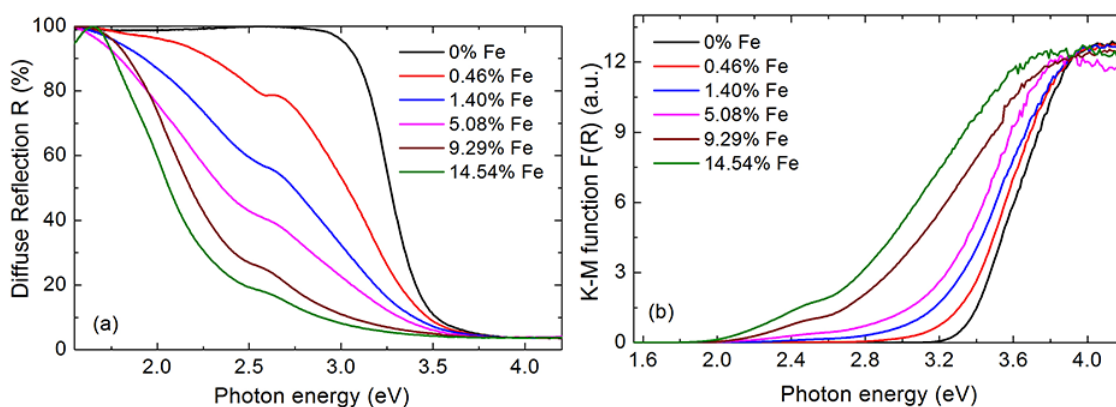 Diffuse Reflection R (%)
100
80
60
40
20
0
2.0 2.5 3.0 3.5 4.0
Photon energy (eV)
0% Fe
0.46% Fe
1.40% Fe
5.08% Fe
9.29% Fe
14.54% Fe
(a)
K-M function F(R) (a.u.)
12
9
6
3
0
1.6 2.0 2.4 2.8 3.2 3.6 4.0
Photon energy (eV)
0% Fe
0.46% Fe
1.40% Fe
5.08% Fe
9.29% Fe
14.54% Fe
(b)